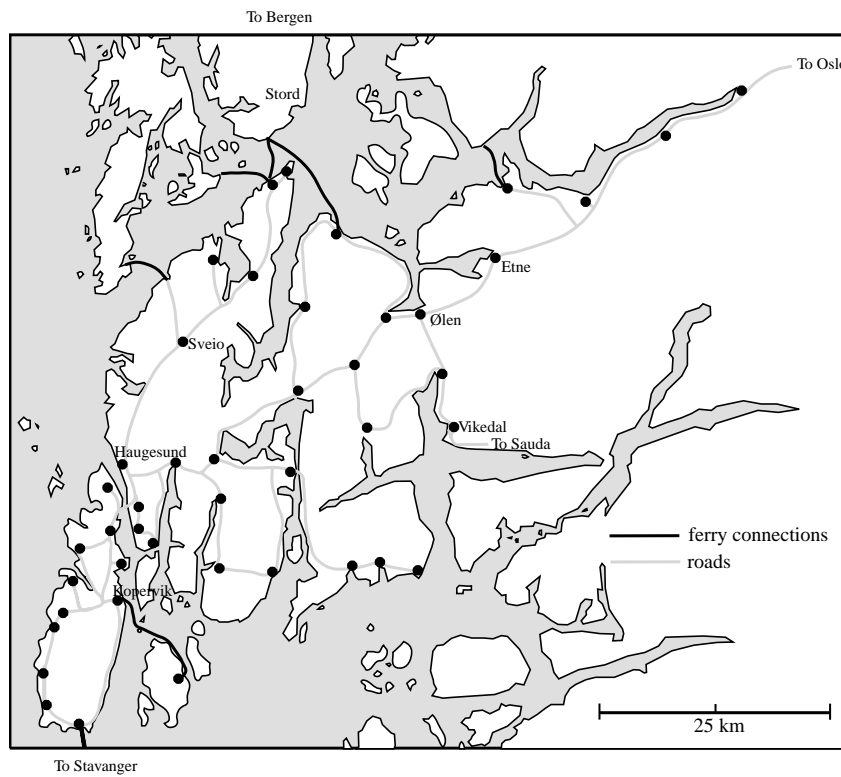 To Bergen
To Oslo
Stord
Etne
Ølen
Sveio
Vikedal
To Sauda
Haugesund
ferry connections
roads
Kopervik
25 km
To Stavanger